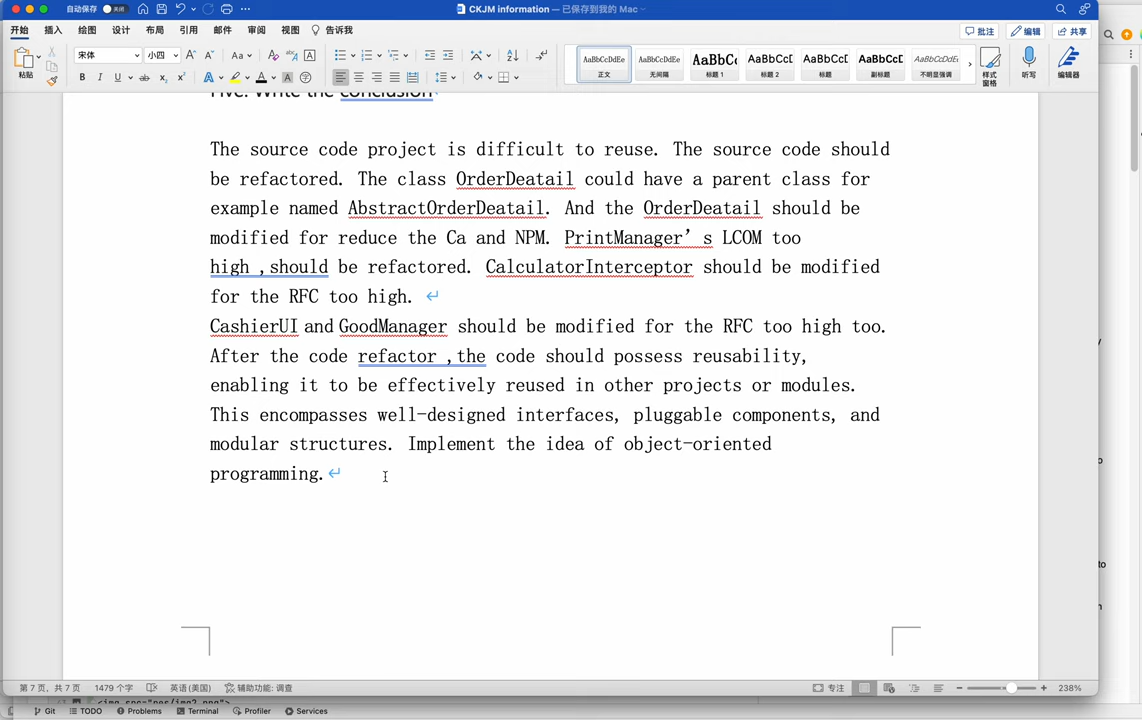 自动保存 关闭 CKJM information — 已保存到我的 Mac
开始 插入 绘图 设计 布局 引用 邮件 审阅 视图 告诉我 批注 编辑 共享
粘贴 宋体 小四 Aa AaBbCcDdEe AaBbCcDdEe AaBbCc AaBbCcD AaBbCcD AaBbCcD AaBbCcDdEe
B I U ab x₂ x² A A A 正文 无间隔 标题 1 标题 2 标题 副标题 不明显强调 样式窗格 听写 编辑器
Five: Write the conclusion
The source code project is difficult to reuse. The source code should
be refactored. The class OrderDeatail could have a parent class for
example named AbstractOrderDeatail. And the OrderDeatail should be
modified for reduce the Ca and NPM. PrintManager’s LCOM too
high ,should be refactored. CalculatorInterceptor should be modified
for the RFC too high.
CashierUI and GoodManager should be modified for the RFC too high too.
After the code refactor ,the code should possess reusability,
enabling it to be effectively reused in other projects or modules.
This encompasses well-designed interfaces, pluggable components, and
modular structures. Implement the idea of object-oriented
programming.
第 7 页，共 7 页 1479 个字 英语(美国) 辅助功能: 调查 专注 238%
Git TODO Problems Terminal Profiler Services